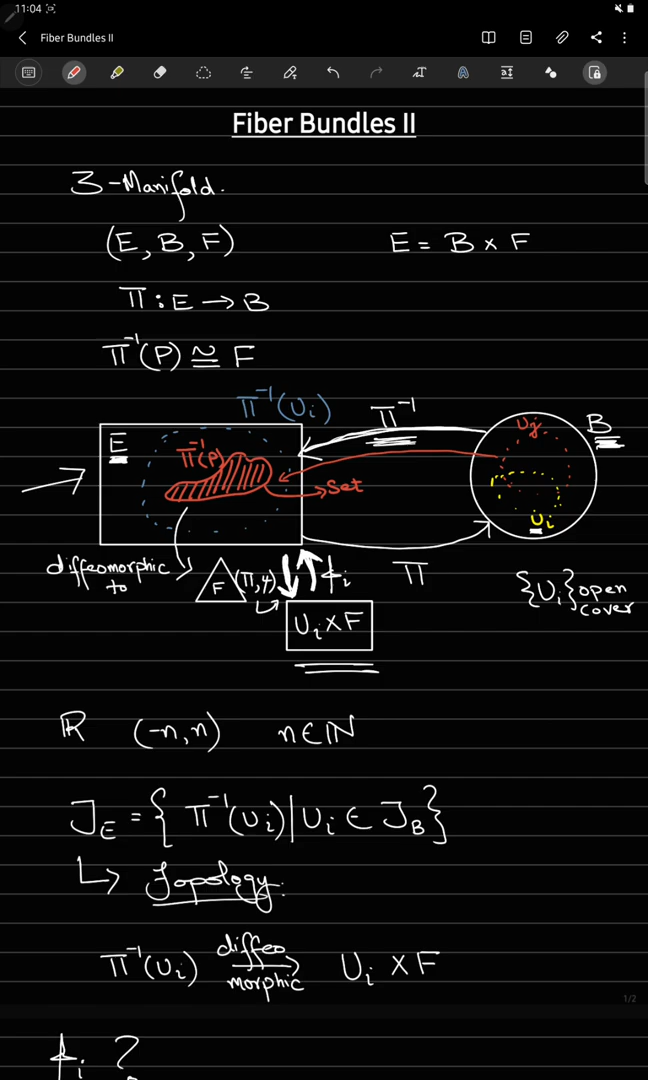 11:04
Fiber Bundles II
Fiber Bundles II
3-Manifold.
(E, B, F) E = B × F
π : E → B
π⁻¹(P) ≅ F
π⁻¹(Uᵢ) π⁻¹ B
E π⁻¹(P) Uⱼ
Set
Uᵢ
diffeomorphic to F (π, φ) fᵢ π {Uᵢ} open cover
Uᵢ × F
ℝ (-n, n) n ∈ ℕ
J_E = { π⁻¹(Uᵢ) | Uᵢ ∈ J_B }
↳ Topology:
π⁻¹(Uᵢ) diffeo morphic → Uᵢ × F
1/2
fᵢ ?